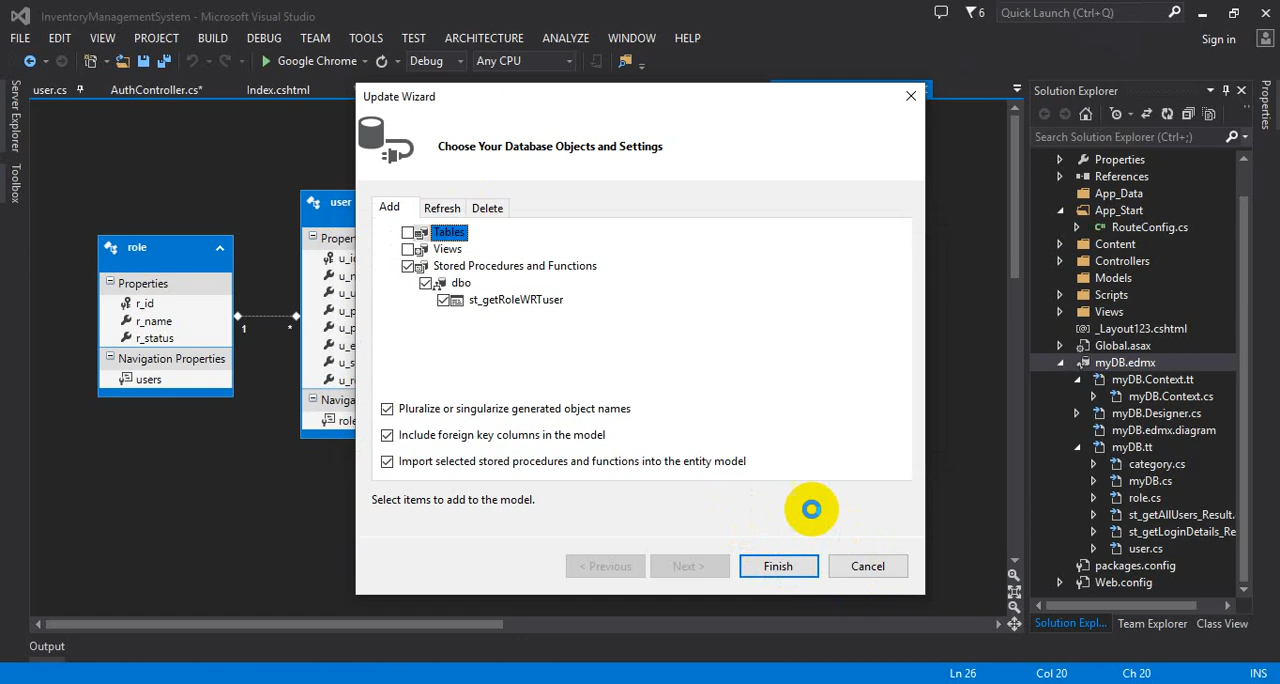 InventoryManagementSystem - Microsoft Visual Studio
6
Quick Launch (Ctrl+Q)
FILE EDIT VIEW PROJECT BUILD DEBUG TEAM TOOLS TEST ARCHITECTURE ANALYZE WINDOW HELP
Sign in
Google Chrome
Debug
Any CPU
Server Explorer
Toolbox
user.cs
AuthController.cs*
Index.cshtml
role
Properties
r_id
r_name
r_status
Navigation Properties
users
1
*
user
Update Wizard
Choose Your Database Objects and Settings
Add
Refresh
Delete
Tables
Views
Stored Procedures and Functions
dbo
st_getRoleWRTuser
Pluralize or singularize generated object names
Include foreign key columns in the model
Import selected stored procedures and functions into the entity model
Select items to add to the model.
< Previous
Next >
Finish
Cancel
Solution Explorer
Search Solution Explorer (Ctrl+;)
Properties
References
App_Data
App_Start
RouteConfig.cs
Content
Controllers
Models
Scripts
Views
_Layout123.cshtml
Global.asax
myDB.edmx
myDB.Context.tt
myDB.Context.cs
myDB.Designer.cs
myDB.edmx.diagram
myDB.tt
category.cs
myDB.cs
role.cs
st_getAllUsers_Result.
st_getLoginDetails_Re
user.cs
packages.config
Web.config
Solution Expl...
Team Explorer
Class View
Properties
Output
Ln 26
Col 20
Ch 20
INS